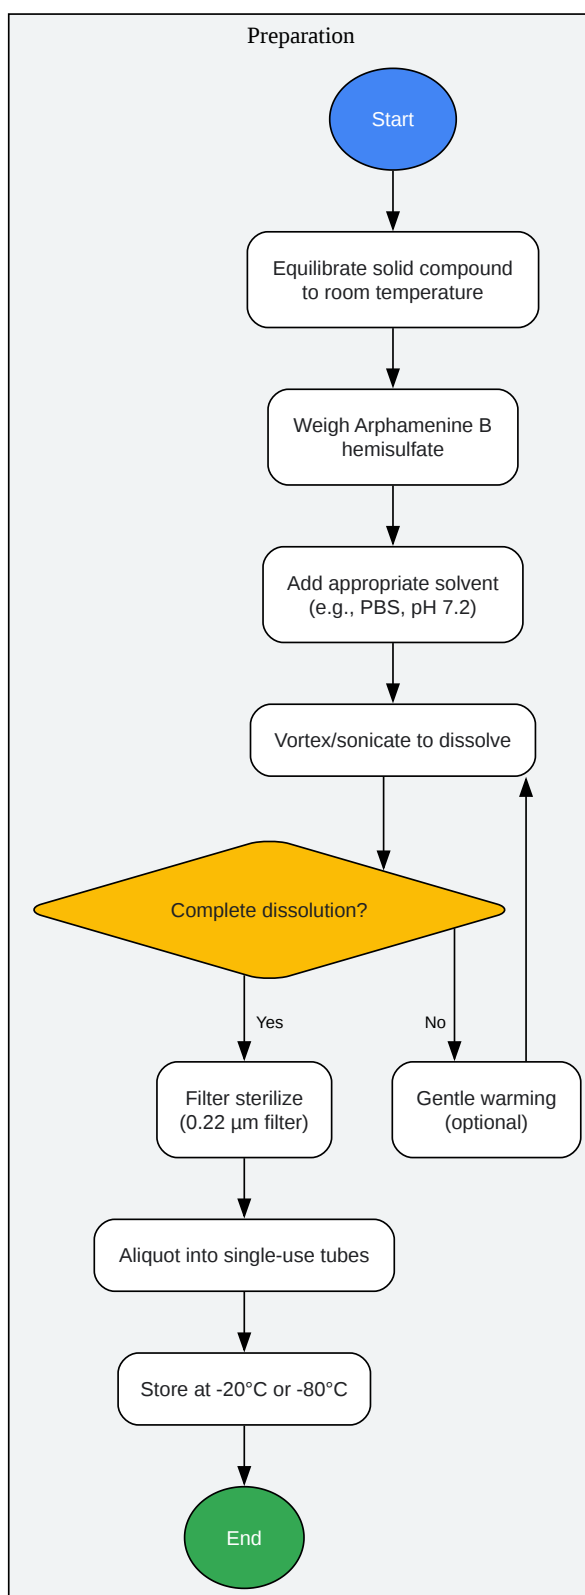 Preparation
Start
Equilibrate solid compound
to room temperature
Weigh Arphamenine B
hemisulfate
Add appropriate solvent
(e.g., PBS, pH 7.2)
Vortex/sonicate to dissolve
Complete dissolution?
Yes
No
Filter sterilize
(0.22 µm filter)
Gentle warming
(optional)
Aliquot into single-use tubes
Store at -20°C or -80°C
End